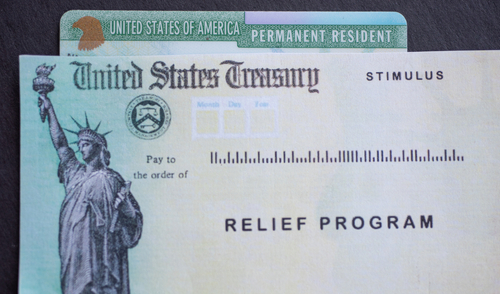 UNITED STATES OF AMERICA
PERMANENT RESIDENT
United States Treasury
STIMULUS
Month Day Year
Pay to
the order of
RELIEF PROGRAM